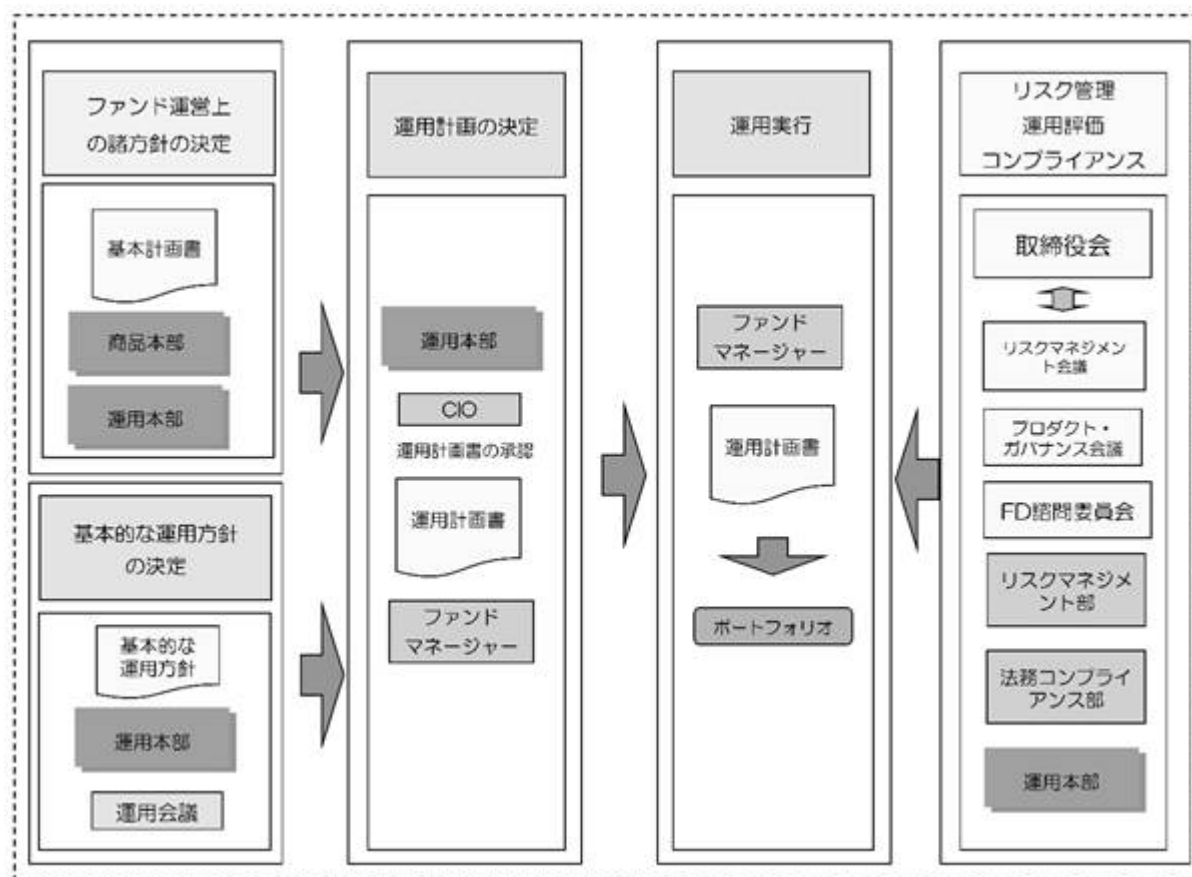 ファンド運営上
の諸方針の決定
基本計画書
商品本部
運用本部
基本的な運用方針
の決定
基本的な
運用方針
運用本部
運用会議
運用計画の決定
運用本部
CIO
運用計画書の承認
運用計画書
ファンド
マネージャー
運用実行
ファンド
マネージャー
運用計画書
ポートフォリオ
リスク管理
運用評価
コンプライアンス
取締役会
リスクマネジメン
ト会議
プロダクト・
ガバナンス会議
FD諮問委員会
リスクマネジメ
ント部
法務コンプライ
アンス部
運用本部